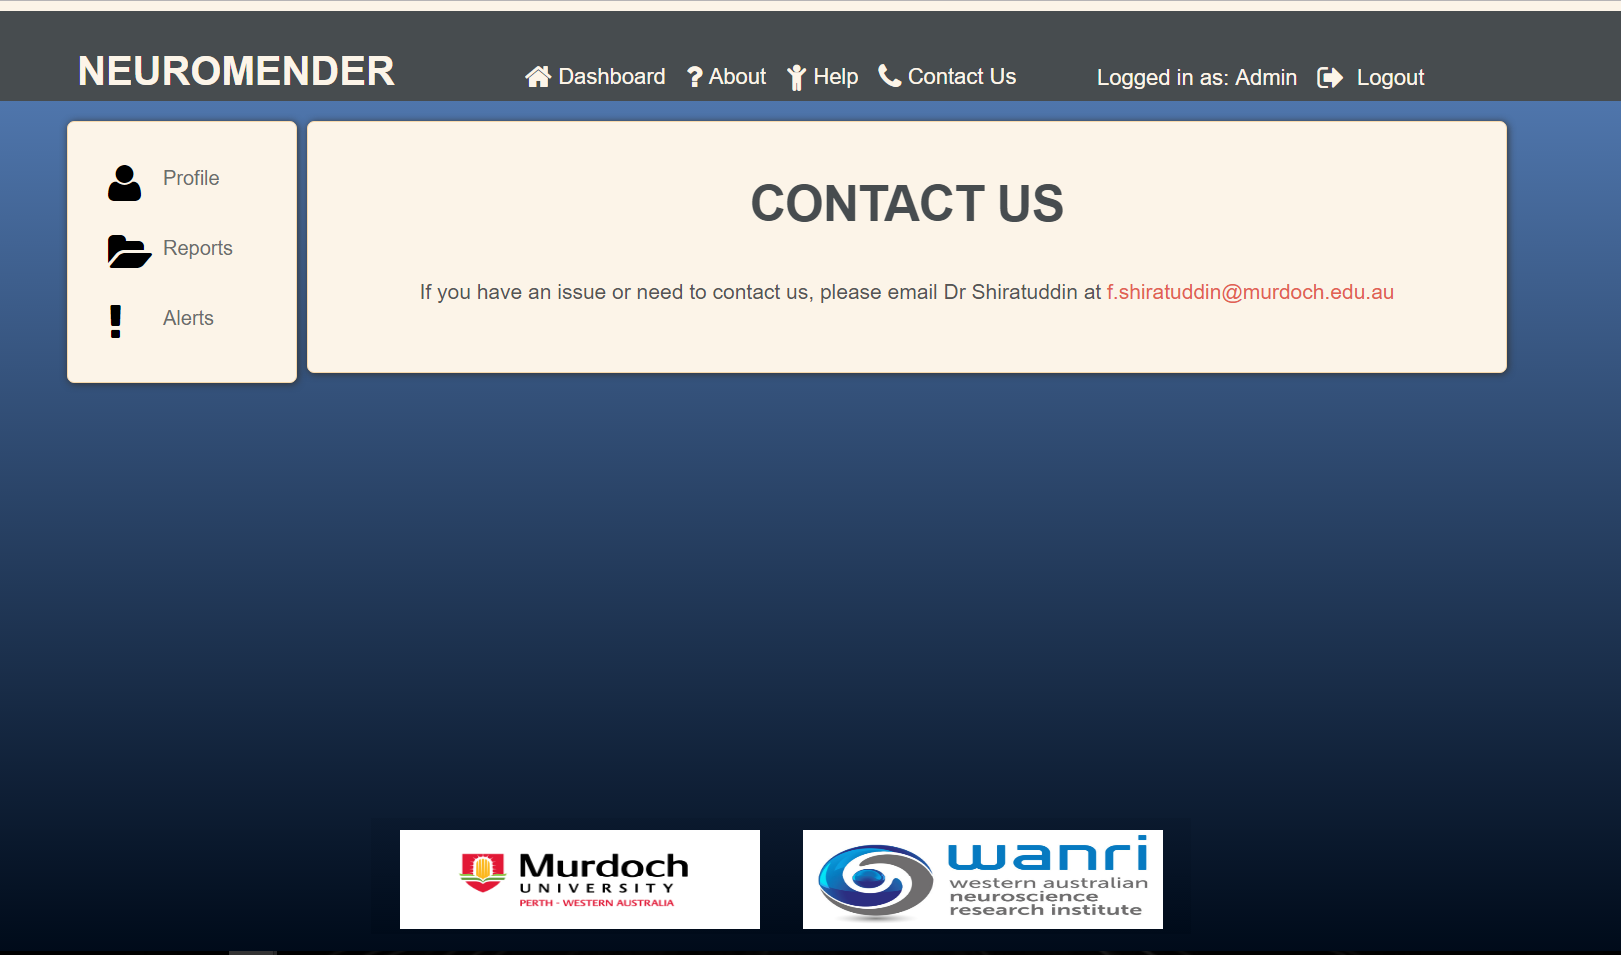 NEUROMENDER
Dashboard
About
Help
Contact Us
Logged in as: Admin
Logout
Profile
Reports
Alerts
CONTACT US
If you have an issue or need to contact us, please email Dr Shiratuddin at f.shiratuddin@murdoch.edu.au
Murdoch
UNIVERSITY
PERTH - WESTERN AUSTRALIA
wanri
western australian
neuroscience
research institute